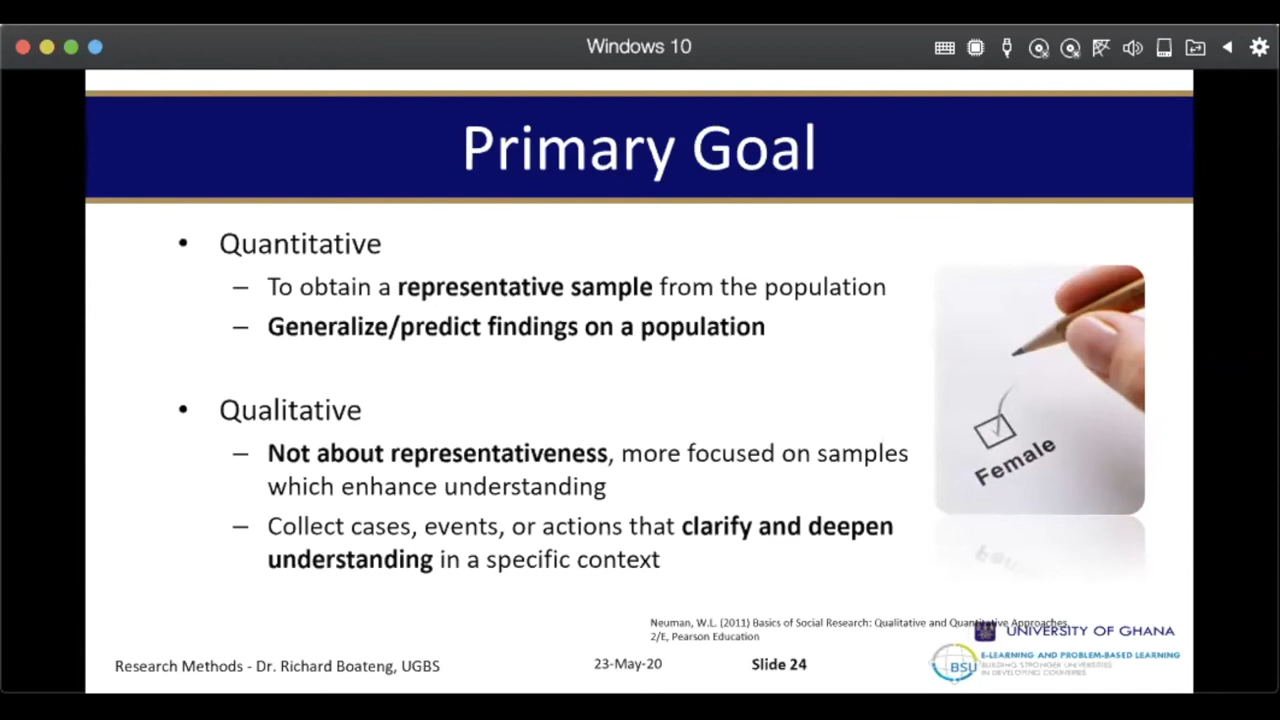 Windows 10
Primary Goal
• Quantitative
– To obtain a representative sample from the population
– Generalize/predict findings on a population
• Qualitative
– Not about representativeness, more focused on samples
which enhance understanding
– Collect cases, events, or actions that clarify and deepen
understanding in a specific context
Female
Neuman, W.L. (2011) Basics of Social Research: Qualitative and Quantitative Approaches,
2/E, Pearson Education
UNIVERSITY OF GHANA
Research Methods - Dr. Richard Boateng, UGBS
23-May-20
Slide 24
BSU
E-LEARNING AND PROBLEM-BASED LEARNING
BUILDING STRONGER UNIVERSITIES
IN DEVELOPING COUNTRIES